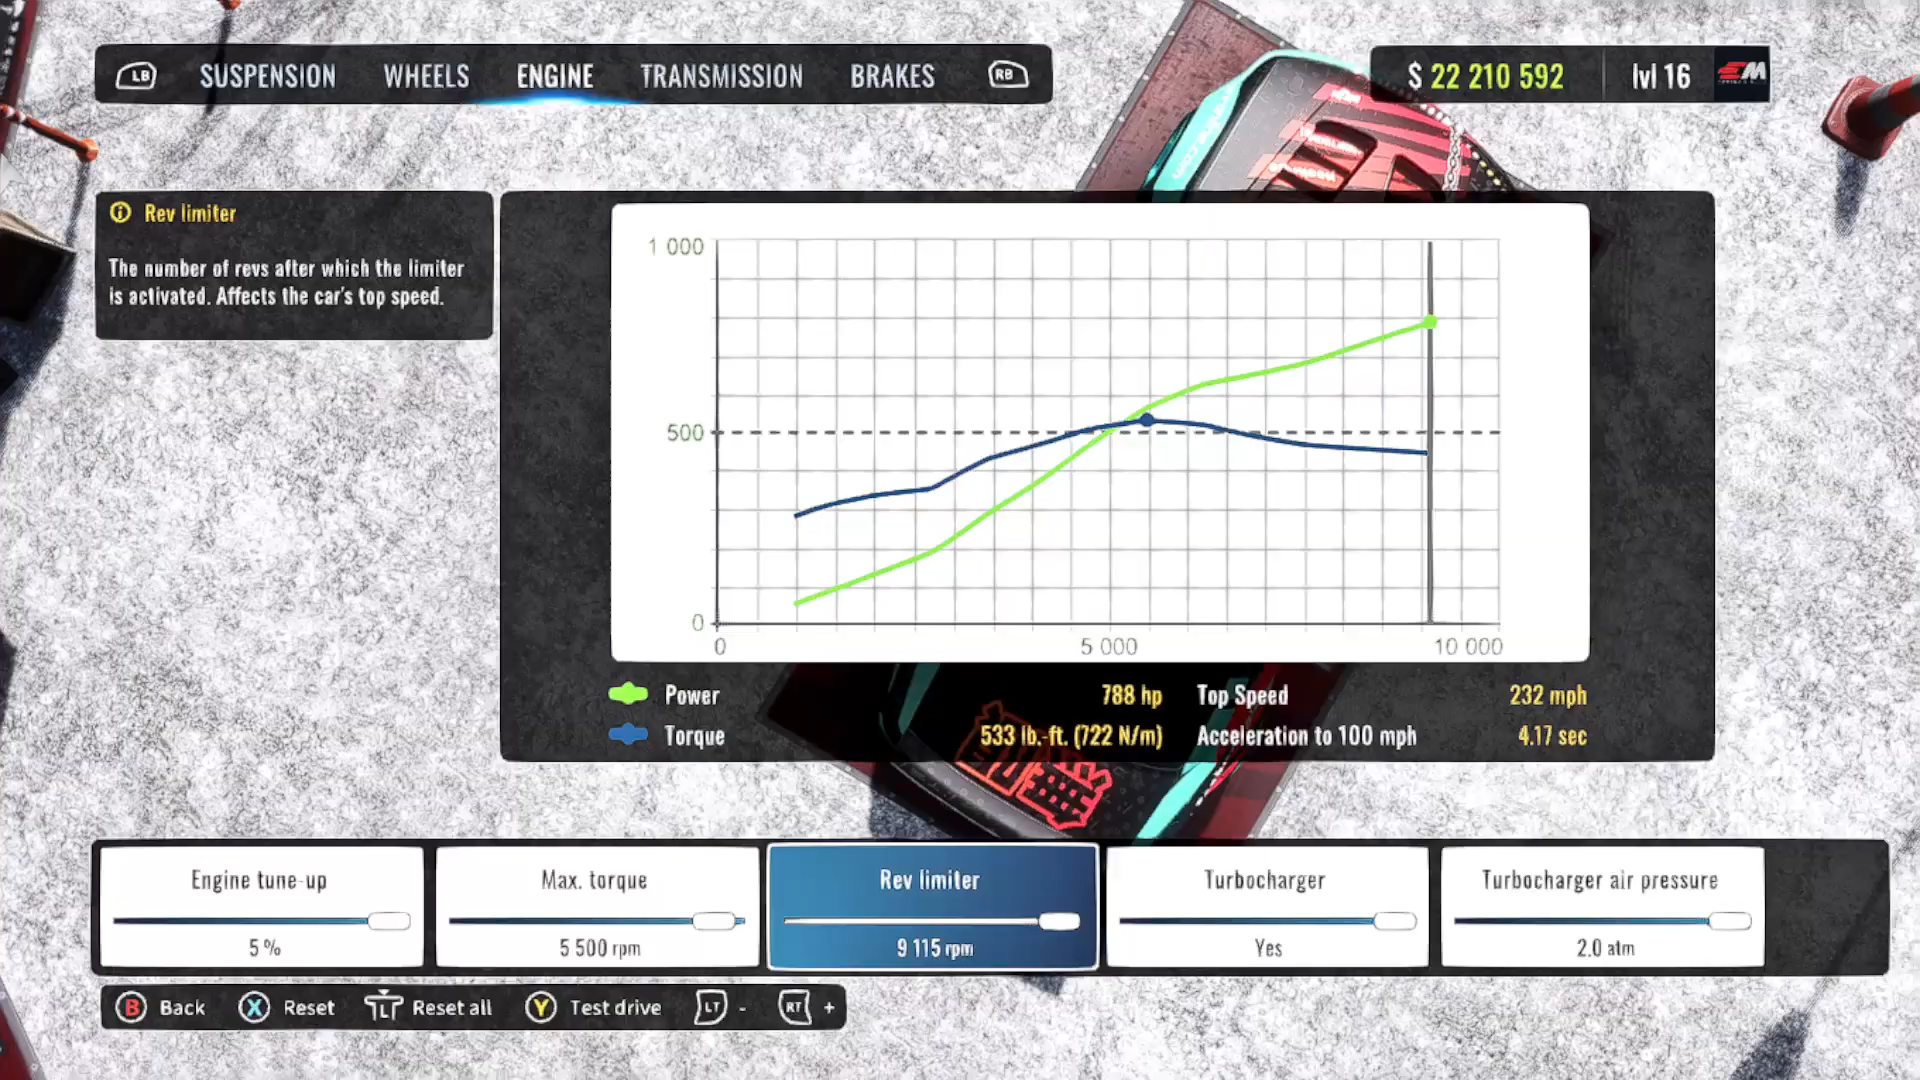 LB SUSPENSION WHEELS ENGINE TRANSMISSION BRAKES RB
$ 22 210 592 lvl 16
Rev limiter
The number of revs after which the limiter
is activated. Affects the car's top speed.
1 000
500
0
0 5 000 10 000
Power 788 hp Top Speed 232 mph
Torque 533 lb.-ft. (722 N/m) Acceleration to 100 mph 4.17 sec
Engine tune-up Max. torque Rev limiter Turbocharger Turbocharger air pressure
5 % 5 500 rpm 9 115 rpm Yes 2.0 atm
B Back X Reset L Reset all Y Test drive LT - RT +